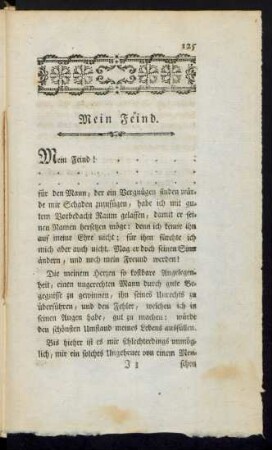 125
Mein Feind.
Mein Feind! . . . . :
. . . . . . . . .
für den Mann, der ein Vergnügen finden wür-
de mir Schaden zuzufügen, habe ich mit gu-
tem Vorbedacht Raum gelassen, damit er sei-
nen Namen hersetzen möge: denn ich kenne ihn
auf meine Ehre nicht; für ihm fürchte ich
mich aber auch nicht. Mag er doch seinen Sinn
ändern, und noch mein Freund werden!
Die meinem Herzen so kostbare Angelegen-
heit, einen ungerechten Mann durch gute Be-
gegnisse zu gewinnen, ihn seines Unrechts zu
überführen, und den Fehler, welchen ich in
seinen Augen habe, gut zu machen: würde
den schönsten Umstand meines Lebens ausfüllen.
Bis hieher ist es mir schlechterdings unmög-
lich, mir ein solches Ungeheuer von einem Men-
J 3 schen